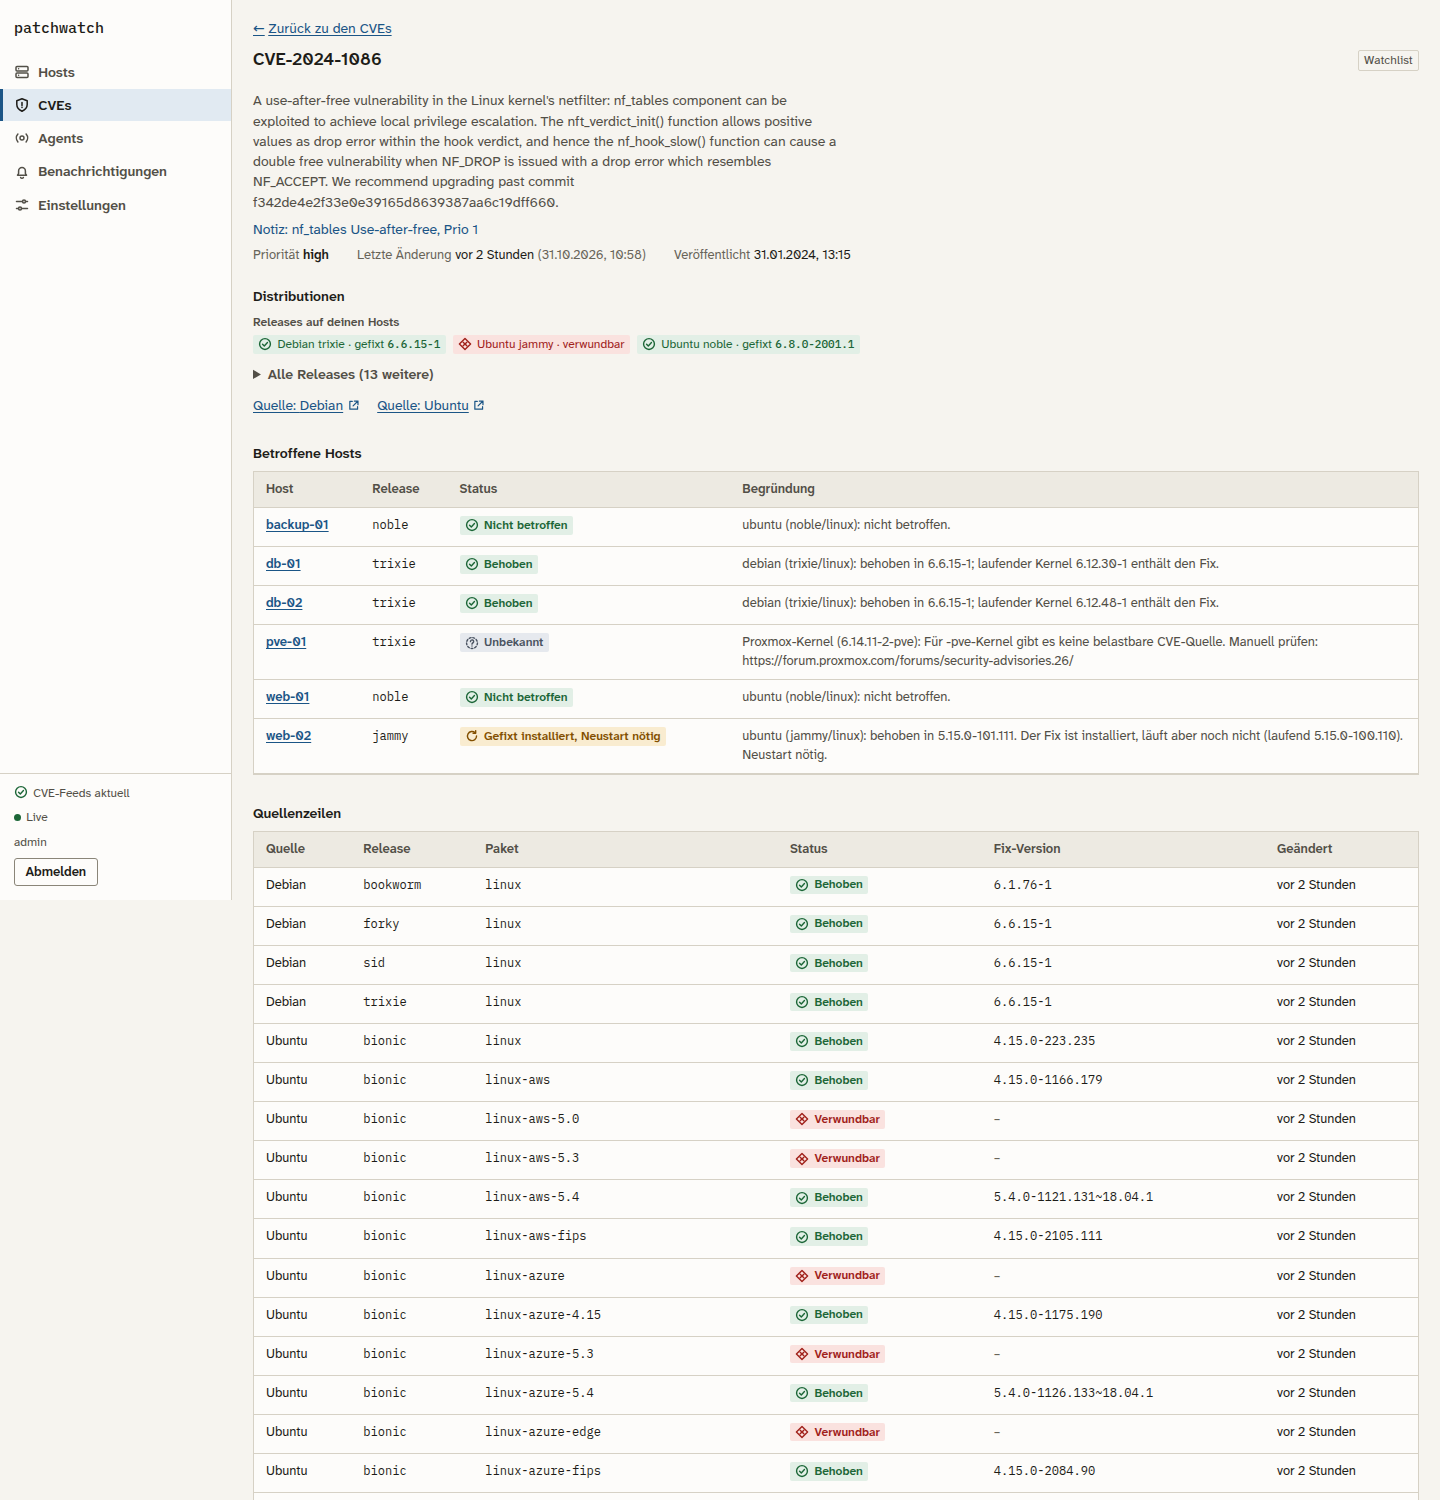 patchwatch
Hosts
CVEs
Agents
Benachrichtigungen
Einstellungen
CVE-Feeds aktuell
Live
admin
Abmelden
← Zurück zu den CVEs
CVE-2024-1086
Watchlist
A use-after-free vulnerability in the Linux kernel's netfilter: nf_tables component can be
exploited to achieve local privilege escalation. The nft_verdict_init() function allows positive
values as drop error within the hook verdict, and hence the nf_hook_slow() function can cause a
double free vulnerability when NF_DROP is issued with a drop error which resembles
NF_ACCEPT. We recommend upgrading past commit
f342de4e2f33e0e39165d8639387aa6c19dff660.
Notiz: nf_tables Use-after-free, Prio 1
Priorität high Letzte Änderung vor 2 Stunden (31.10.2026, 10:58) Veröffentlicht 31.01.2024, 13:15
Distributionen
Releases auf deinen Hosts
Debian trixie · gefixt 6.6.15-1 Ubuntu jammy · verwundbar Ubuntu noble · gefixt 6.8.0-2001.1
▶ Alle Releases (13 weitere)
Quelle: Debian Quelle: Ubuntu
Betroffene Hosts
Host Release Status Begründung
backup-01 noble Nicht betroffen ubuntu (noble/linux): nicht betroffen.
db-01 trixie Behoben debian (trixie/linux): behoben in 6.6.15-1; laufender Kernel 6.12.30-1 enthält den Fix.
db-02 trixie Behoben debian (trixie/linux): behoben in 6.6.15-1; laufender Kernel 6.12.48-1 enthält den Fix.
pve-01 trixie Unbekannt Proxmox-Kernel (6.14.11-2-pve): Für -pve-Kernel gibt es keine belastbare CVE-Quelle. Manuell prüfen:
https://forum.proxmox.com/forums/security-advisories.26/
web-01 noble Nicht betroffen ubuntu (noble/linux): nicht betroffen.
web-02 jammy Gefixt installiert, Neustart nötig ubuntu (jammy/linux): behoben in 5.15.0-101.111. Der Fix ist installiert, läuft aber noch nicht (laufend 5.15.0-100.110).
Neustart nötig.
Quellenzeilen
Quelle Release Paket Status Fix-Version Geändert
Debian bookworm linux Behoben 6.1.76-1 vor 2 Stunden
Debian forky linux Behoben 6.6.15-1 vor 2 Stunden
Debian sid linux Behoben 6.6.15-1 vor 2 Stunden
Debian trixie linux Behoben 6.6.15-1 vor 2 Stunden
Ubuntu bionic linux Behoben 4.15.0-223.235 vor 2 Stunden
Ubuntu bionic linux-aws Behoben 4.15.0-1166.179 vor 2 Stunden
Ubuntu bionic linux-aws-5.0 Verwundbar – vor 2 Stunden
Ubuntu bionic linux-aws-5.3 Verwundbar – vor 2 Stunden
Ubuntu bionic linux-aws-5.4 Behoben 5.4.0-1121.131~18.04.1 vor 2 Stunden
Ubuntu bionic linux-aws-fips Behoben 4.15.0-2105.111 vor 2 Stunden
Ubuntu bionic linux-azure Verwundbar – vor 2 Stunden
Ubuntu bionic linux-azure-4.15 Behoben 4.15.0-1175.190 vor 2 Stunden
Ubuntu bionic linux-azure-5.3 Verwundbar – vor 2 Stunden
Ubuntu bionic linux-azure-5.4 Behoben 5.4.0-1126.133~18.04.1 vor 2 Stunden
Ubuntu bionic linux-azure-edge Verwundbar – vor 2 Stunden
Ubuntu bionic linux-azure-fips Behoben 4.15.0-2084.90 vor 2 Stunden